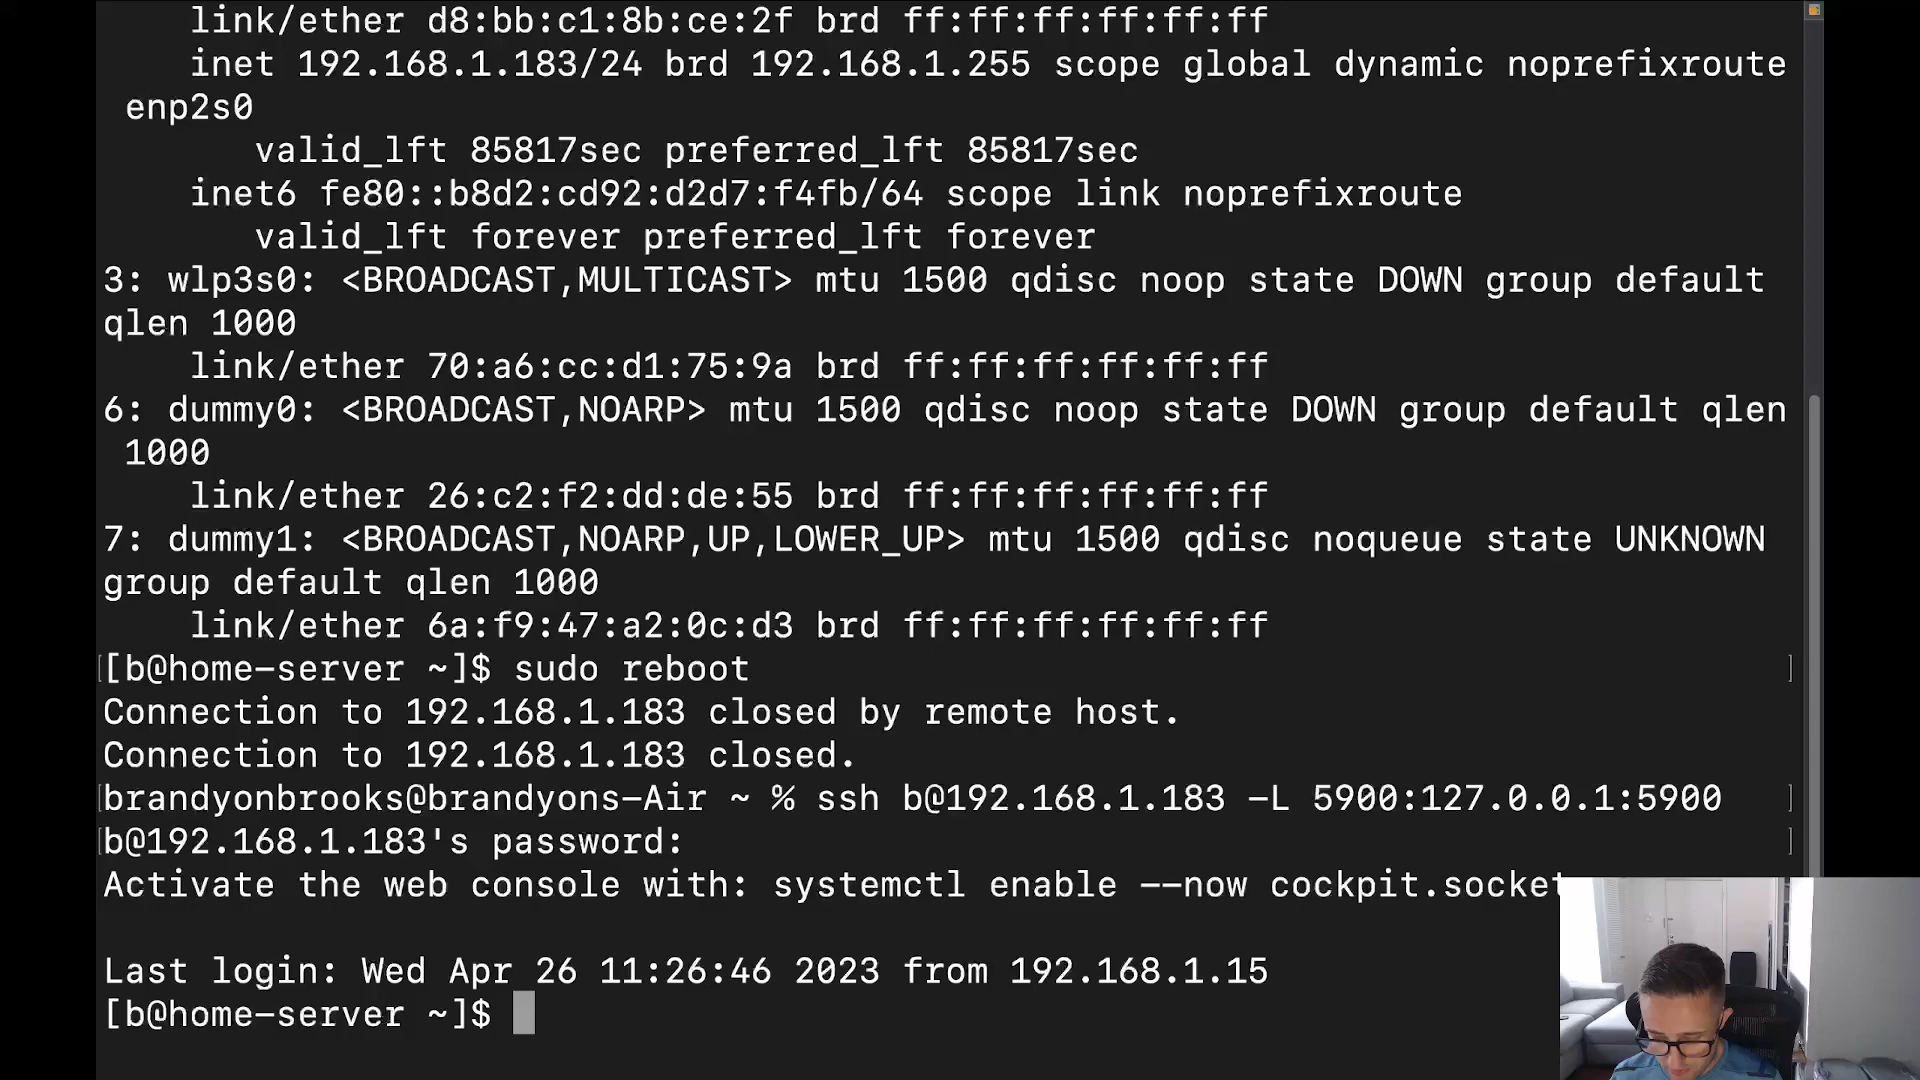 link/ether d8:bb:c1:8b:ce:2f brd ff:ff:ff:ff:ff:ff
inet 192.168.1.183/24 brd 192.168.1.255 scope global dynamic noprefixroute
enp2s0
valid_lft 85817sec preferred_lft 85817sec
inet6 fe80::b8d2:cd92:d2d7:f4fb/64 scope link noprefixroute
valid_lft forever preferred_lft forever
3: wlp3s0: <BROADCAST,MULTICAST> mtu 1500 qdisc noop state DOWN group default
qlen 1000
link/ether 70:a6:cc:d1:75:9a brd ff:ff:ff:ff:ff:ff
6: dummy0: <BROADCAST,NOARP> mtu 1500 qdisc noop state DOWN group default qlen
1000
link/ether 26:c2:f2:dd:de:55 brd ff:ff:ff:ff:ff:ff
7: dummy1: <BROADCAST,NOARP,UP,LOWER_UP> mtu 1500 qdisc noqueue state UNKNOWN
group default qlen 1000
link/ether 6a:f9:47:a2:0c:d3 brd ff:ff:ff:ff:ff:ff
[b@home-server ~]$ sudo reboot
Connection to 192.168.1.183 closed by remote host.
Connection to 192.168.1.183 closed.
brandyonbrooks@brandyons-Air ~ % ssh b@192.168.1.183 -L 5900:127.0.0.1:5900
b@192.168.1.183's password:
Activate the web console with: systemctl enable --now cockpit.socket
Last login: Wed Apr 26 11:26:46 2023 from 192.168.1.15
[b@home-server ~]$